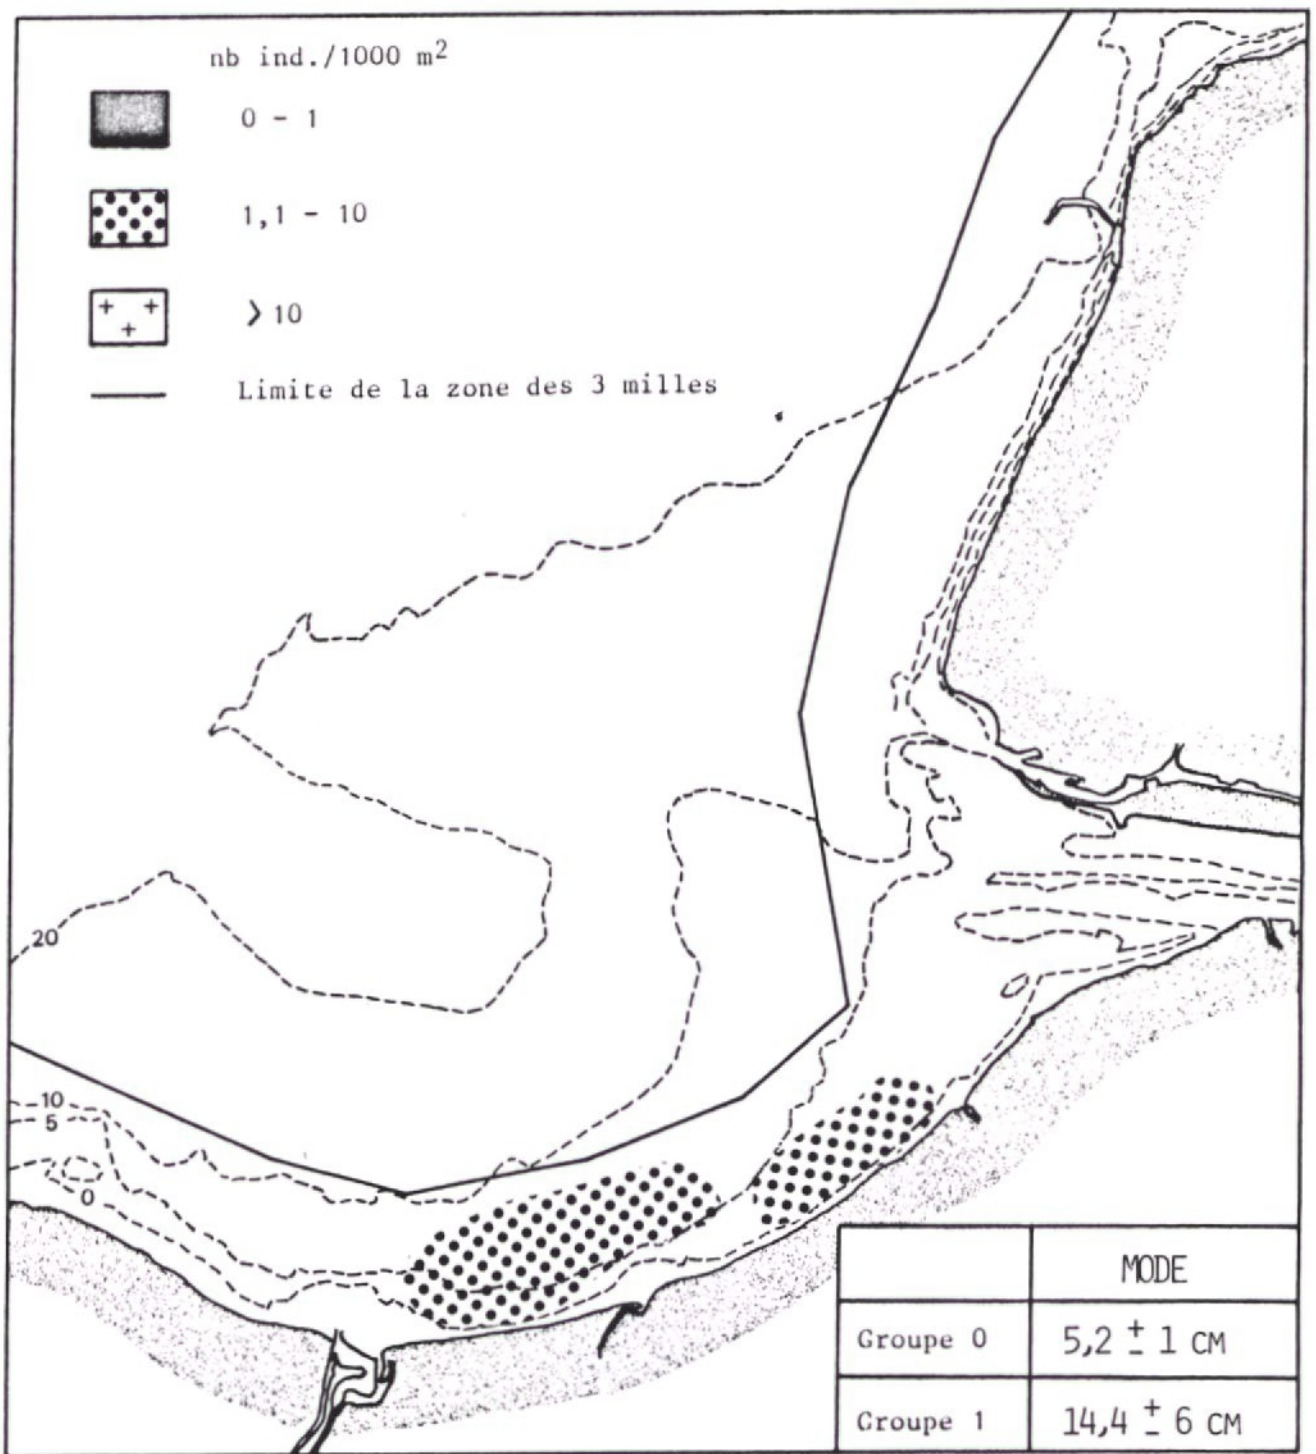 nb ind./1000 m²
0 - 1
1,1 - 10
>10
Limite de la zone des 3 milles
20
10
5
0
MODE
Groupe 0 5,2 ± 1 CM
Groupe 1 14,4 ± 6 CM